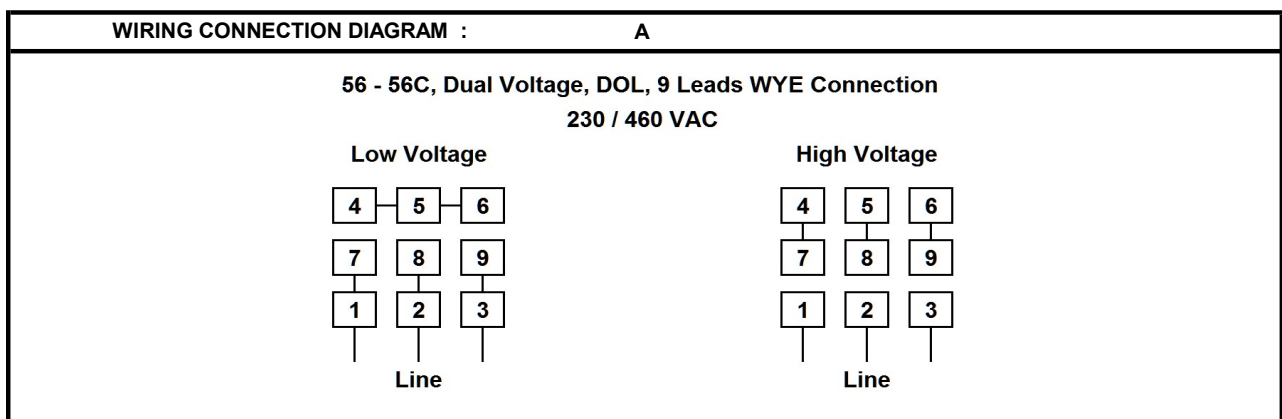 WIRING CONNECTION DIAGRAM : A
56 - 56C, Dual Voltage, DOL, 9 Leads WYE Connection
230 / 460 VAC
Low Voltage
4 5 6
7 8 9
1 2 3
Line
High Voltage
4 5 6
7 8 9
1 2 3
Line